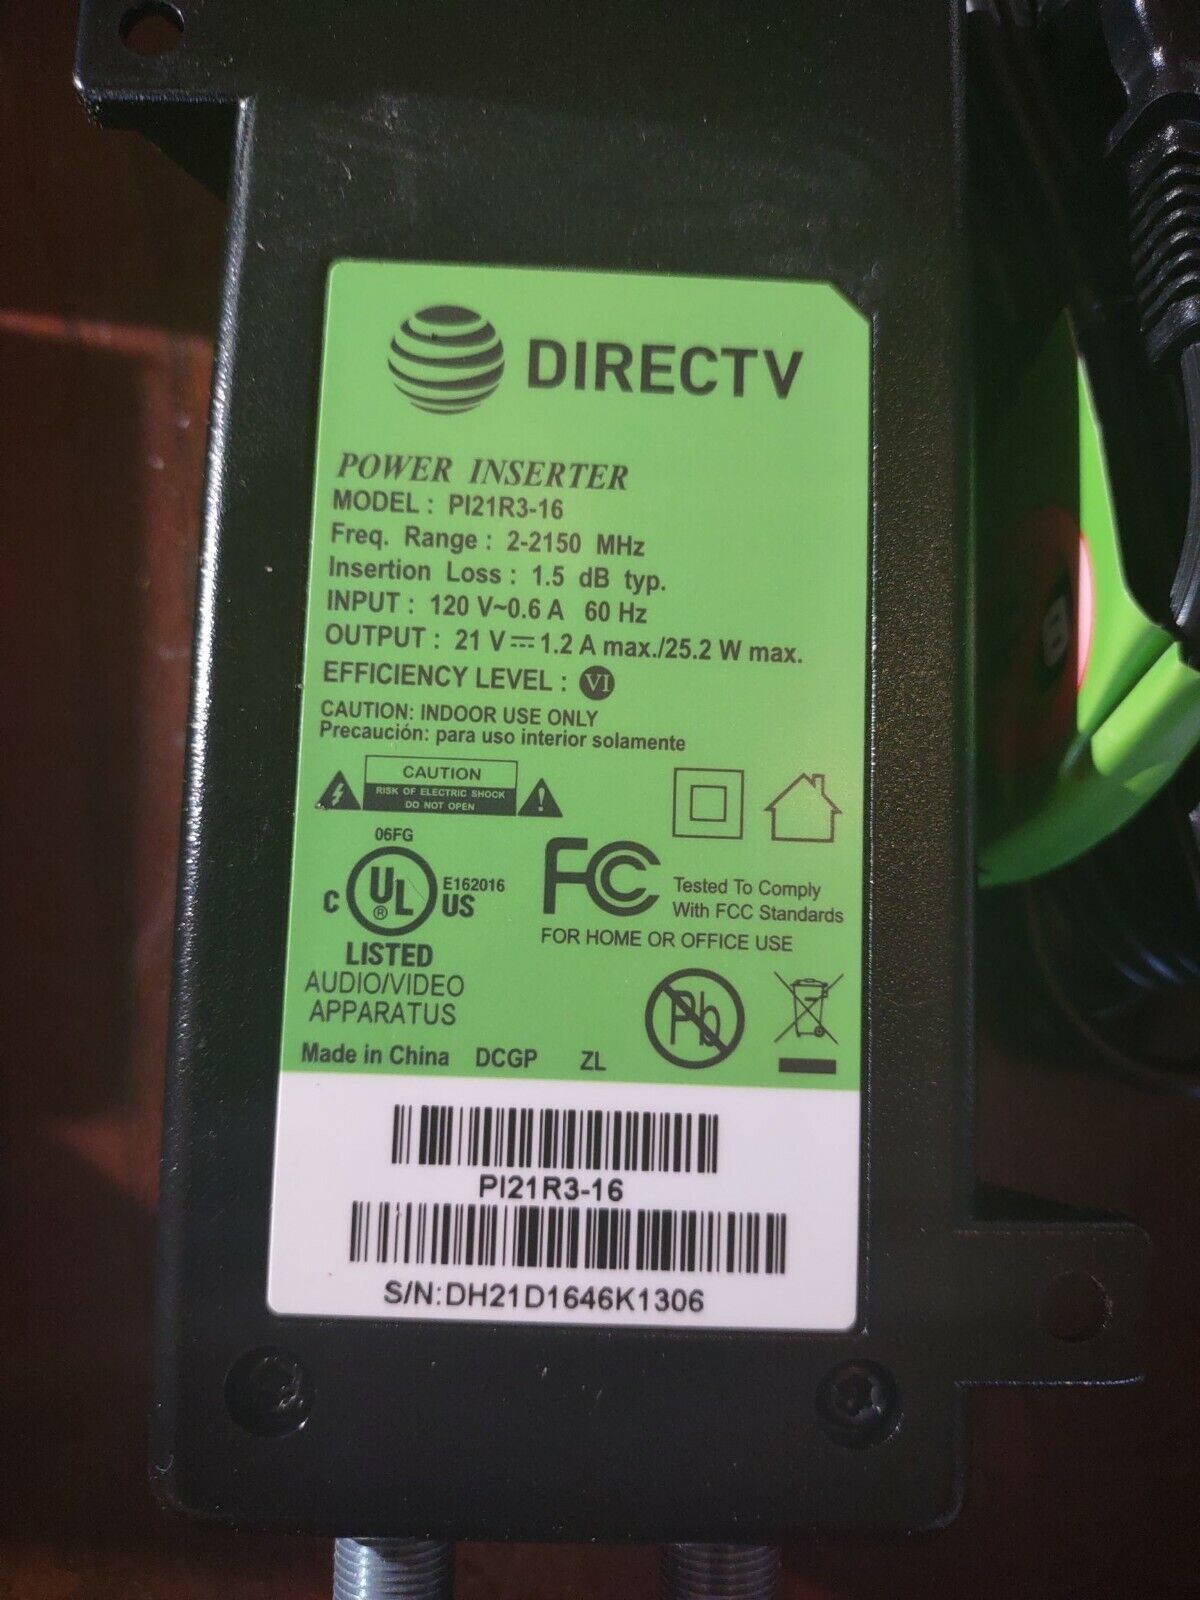 DIRECTV
POWER INSERTER
MODEL : PI21R3-16
Freq. Range : 2-2150 MHz
Insertion Loss : 1.5 dB typ.
INPUT : 120 V~0.6 A 60 Hz
OUTPUT : 21 V⎓1.2 A max./25.2 W max.
EFFICIENCY LEVEL : VI
CAUTION: INDOOR USE ONLY
Precaución: para uso interior solamente
CAUTION
RISK OF ELECTRIC SHOCK
DO NOT OPEN
06FG
C UL ® US
E162016
LISTED
AUDIO/VIDEO
APPARATUS
FC
Tested To Comply
With FCC Standards
FOR HOME OR OFFICE USE
Pb
Made in China DCGP ZL
PI21R3-16
S/N:DH21D1646K1306
8